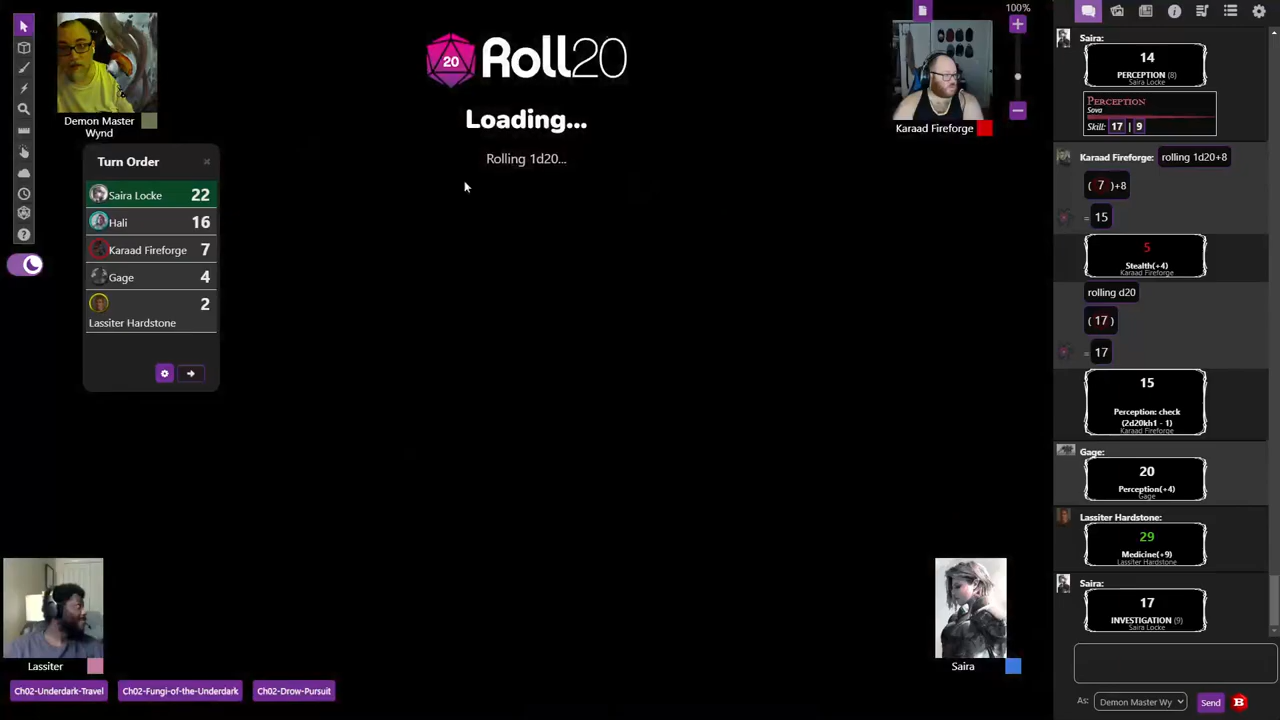 20
Roll20
Loading...
Rolling 1d20...
100%
Demon Master
Wynd
Karaad Fireforge
Turn Order
Saira Locke 22
Hali 16
Karaad Fireforge 7
Gage 4
2
Lassiter Hardstone
Lassiter
Saira
Ch02-Underdark-Travel
Ch02-Fungi-of-the-Underdark
Ch02-Drow-Pursuit
Saira:
14
PERCEPTION (8)
Saira Locke
PERCEPTION
Sova
Skill: 17 | 9
Karaad Fireforge: rolling 1d20+8
( 7 )+8
= 15
5
Stealth(+4)
Karaad Fireforge
rolling d20
( 17 )
= 17
15
Perception: check
(2d20kh1 - 1)
Karaad Fireforge
Gage:
20
Perception(+4)
Gage
Lassiter Hardstone:
29
Medicine(+9)
Lassiter Hardstone
Saira:
17
INVESTIGATION (9)
Saira Locke
As: Demon Master Wy
Send
B